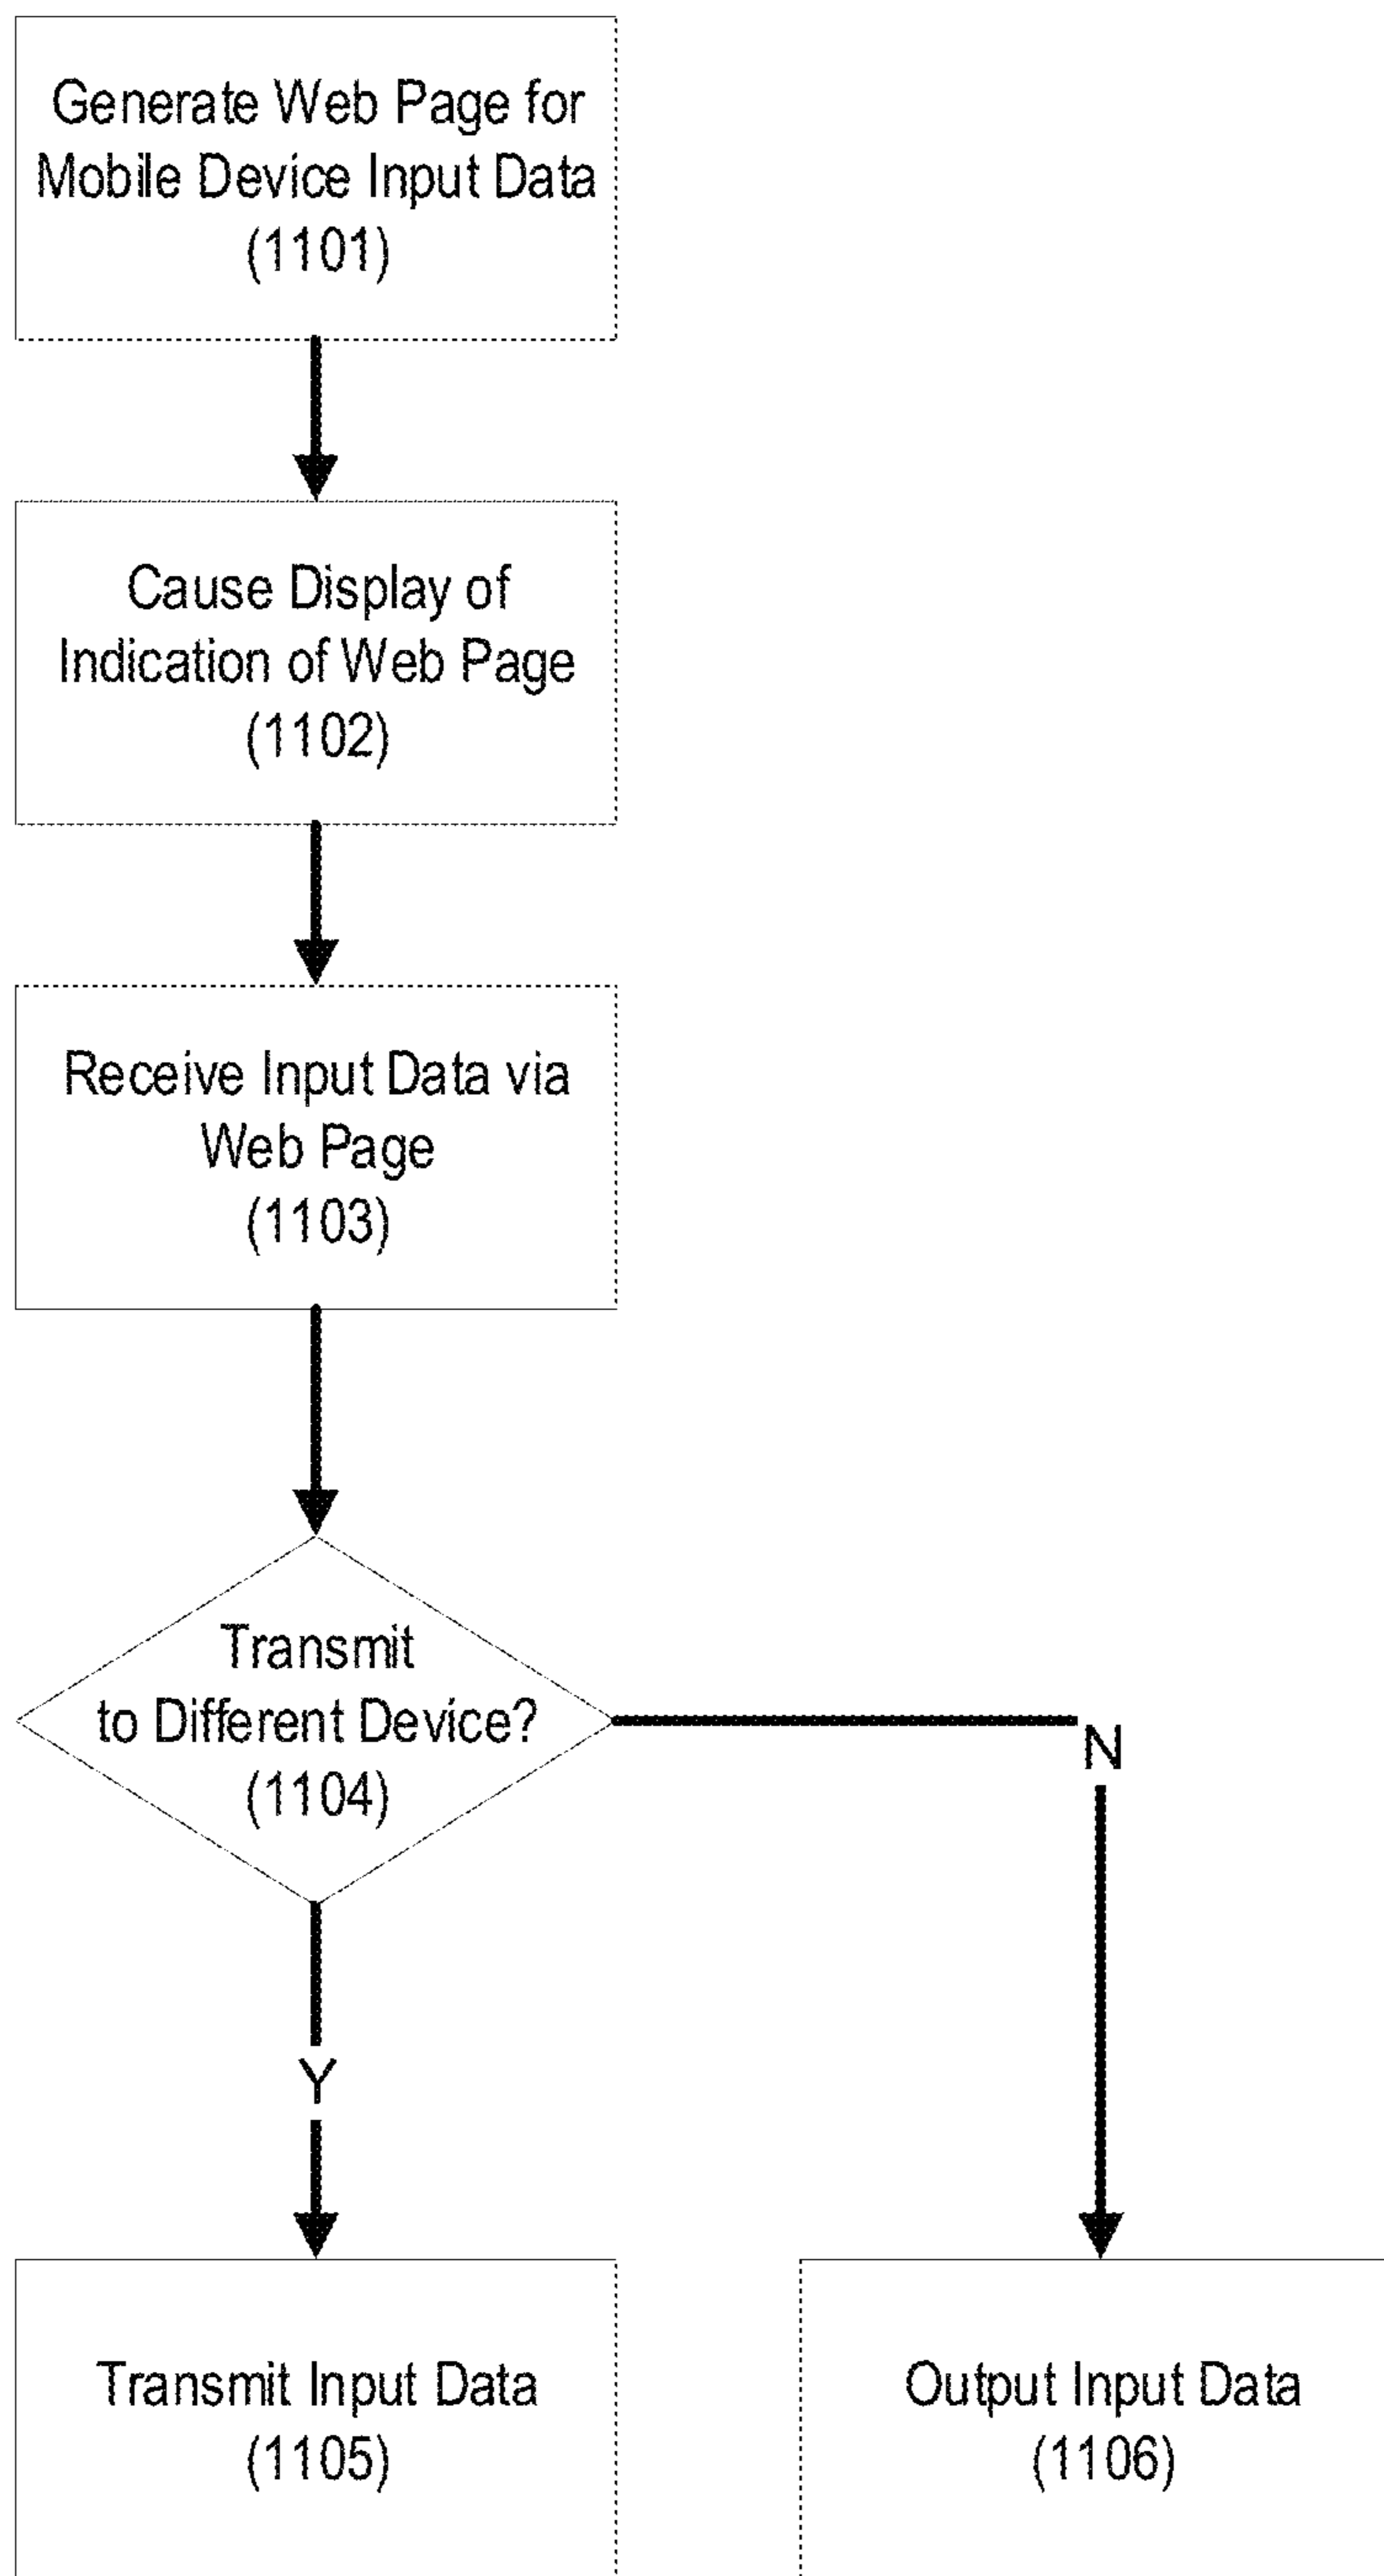 Generate Web Page for
Mobile Device Input Data
(1101)
Cause Display of
Indication of Web Page
(1102)
Receive Input Data via
Web Page
(1103)
Transmit
to Different Device?
(1104)
N
Y
Transmit Input Data
(1105)
Output Input Data
(1106)